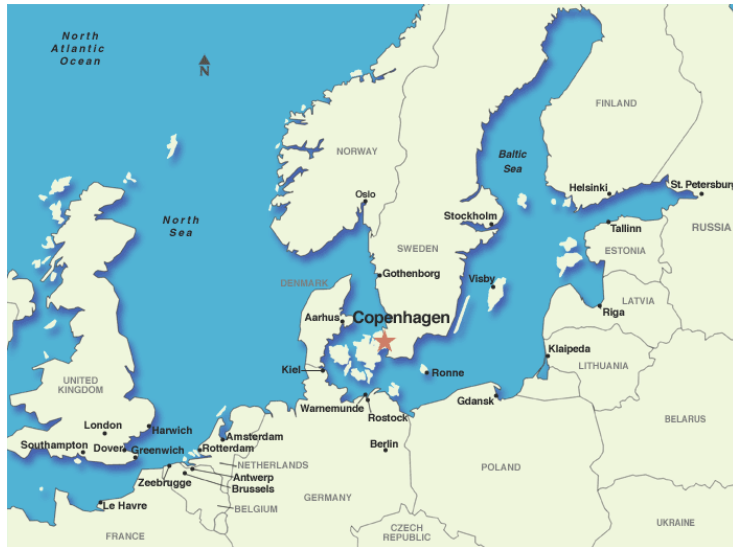 North
Atlantic
Ocean
N
FINLAND
NORWAY
Baltic
Sea
Helsinki
St. Petersburg
Oslo
North
Sea
Stockholm
Tallinn
RUSSIA
SWEDEN
ESTONIA
Gothenborg
Visby
DENMARK
LATVIA
Aarhus
Copenhagen
Riga
Klaipeda
LITHUANIA
Kiel
Ronne
UNITED
KINGDOM
Gdansk
Warnemunde
Rostock
BELARUS
London
Harwich
Amsterdam
Southampton
Dover
Greenwich
Rotterdam
Berlin
NETHERLANDS
POLAND
Zeebrugge
Antwerp
Brussels
GERMANY
Le Havre
BELGIUM
UKRAINE
CZECH
REPUBLIC
FRANCE